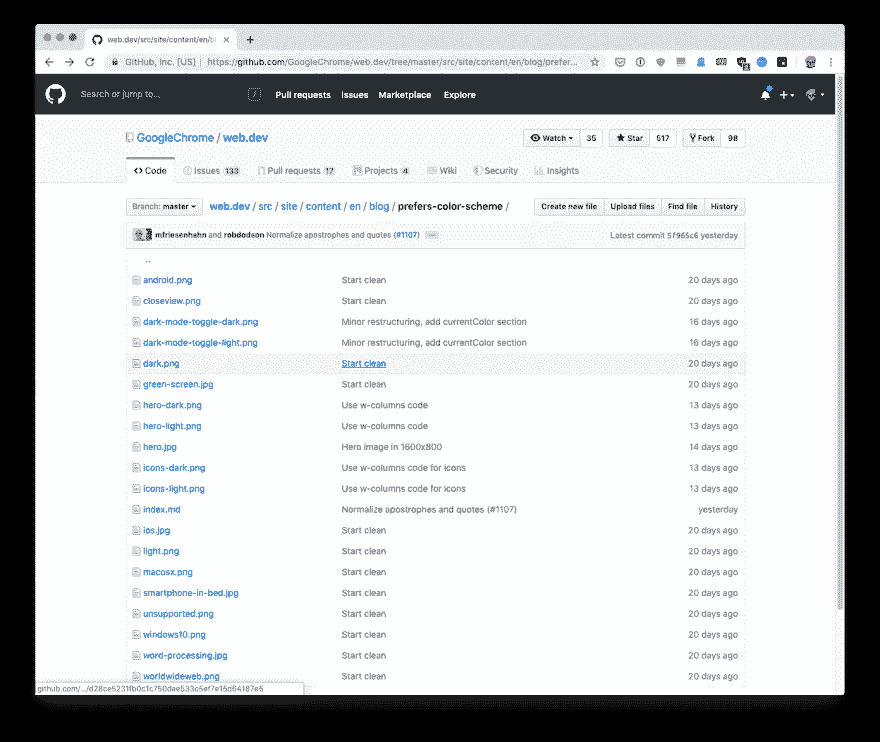 web.dev/src/site/content/en/bl
GitHub, Inc. [US] https://github.com/GoogleChrome/web.dev/tree/master/src/site/content/en/blog/prefer...
Search or jump to... / Pull requests Issues Marketplace Explore
GoogleChrome / web.dev Watch 35 Star 517 Fork 98
Code Issues 133 Pull requests 17 Projects 4 Wiki Security Insights
Branch: master web.dev / src / site / content / en / blog / prefers-color-scheme / Create new file Upload files Find file History
mfriesenhahn and robdodson Normalize apostrophes and quotes (#1107) ... Latest commit 5f965c6 yesterday
..
android.png Start clean 20 days ago
closeview.png Start clean 20 days ago
dark-mode-toggle-dark.png Minor restructuring, add currentColor section 16 days ago
dark-mode-toggle-light.png Minor restructuring, add currentColor section 16 days ago
dark.png Start clean 20 days ago
green-screen.jpg Start clean 20 days ago
hero-dark.png Use w-columns code 13 days ago
hero-light.png Use w-columns code 13 days ago
hero.jpg Hero image in 1600x800 14 days ago
icons-dark.png Use w-columns code for icons 13 days ago
icons-light.png Use w-columns code for icons 13 days ago
index.md Normalize apostrophes and quotes (#1107) yesterday
ios.jpg Start clean 20 days ago
light.png Start clean 20 days ago
macosx.png Start clean 20 days ago
smartphone-in-bed.jpg Start clean 20 days ago
unsupported.png Start clean 20 days ago
windows10.png Start clean 20 days ago
word-processing.jpg Start clean 20 days ago
worldwideweb.png Start clean 20 days ago